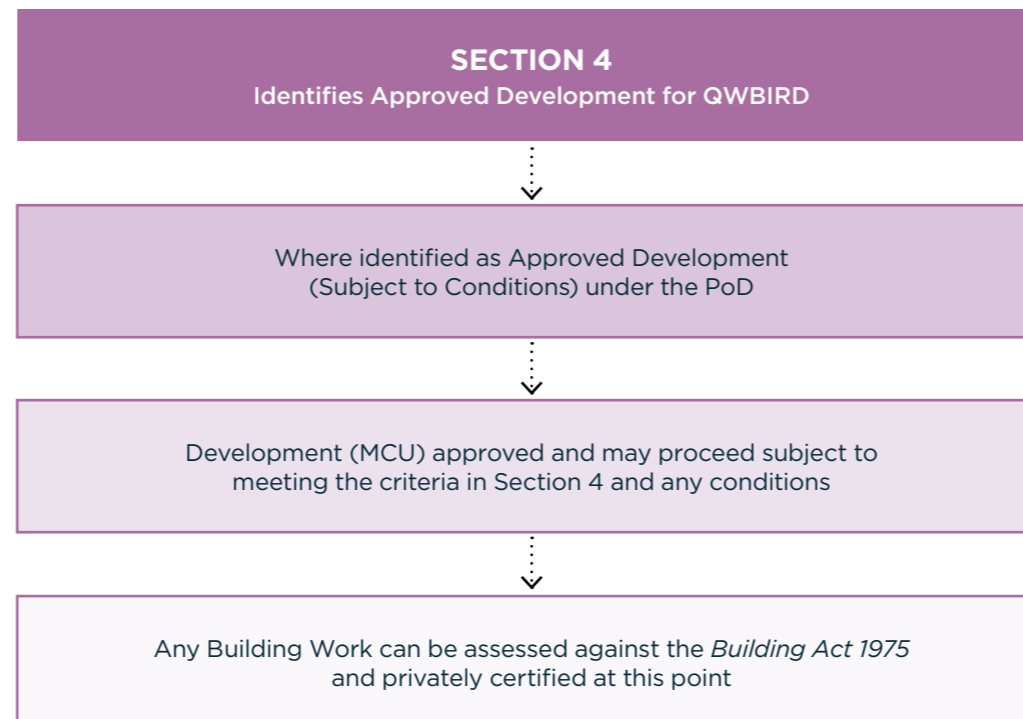 SECTION 4
Identifies Approved Development for QWBIRD
Where identified as Approved Development
(Subject to Conditions) under the PoD
Development (MCU) approved and may proceed subject to
meeting the criteria in Section 4 and any conditions
Any Building Work can be assessed against the Building Act 1975
and privately certified at this point